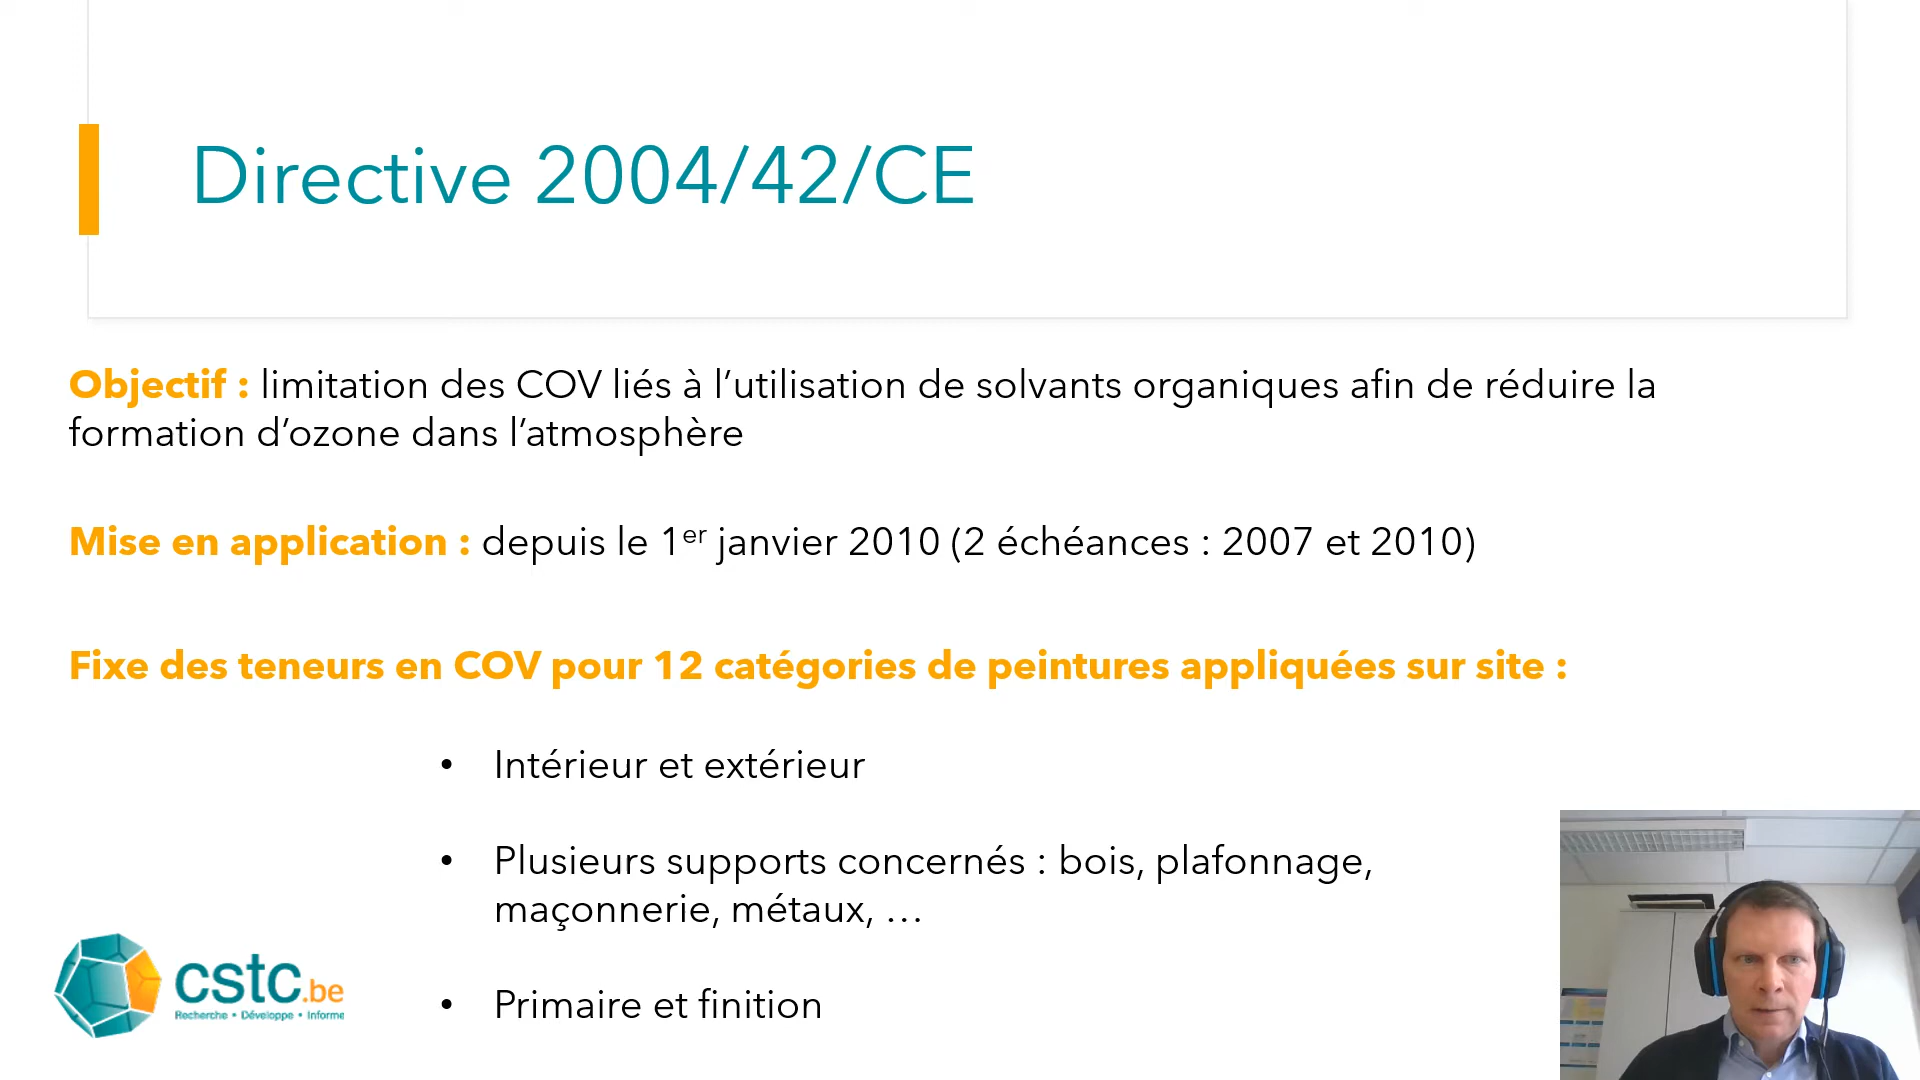 Directive 2004/42/CE
Objectif : limitation des COV liés à l’utilisation de solvants organiques afin de réduire la
formation d’ozone dans l’atmosphère
Mise en application : depuis le 1er janvier 2010 (2 échéances : 2007 et 2010)
Fixe des teneurs en COV pour 12 catégories de peintures appliquées sur site :
• Intérieur et extérieur
• Plusieurs supports concernés : bois, plafonnage,
maçonnerie, métaux, …
• Primaire et finition
cstc.be
Recherche • Développe • Informe